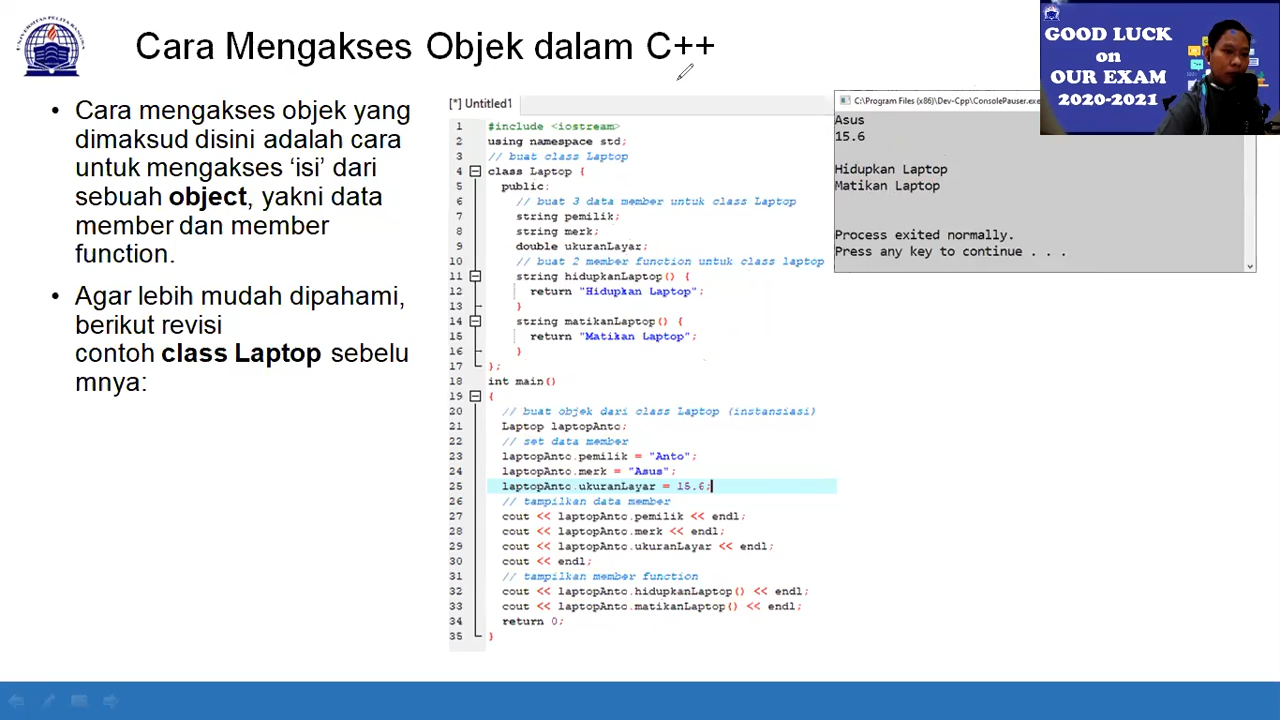 UNIVERSITAS PELITA BANGSA
Cara Mengakses Objek dalam C++
• Cara mengakses objek yang
dimaksud disini adalah cara
untuk mengakses ‘isi’ dari
sebuah object, yakni data
member dan member
function.
• Agar lebih mudah dipahami,
berikut revisi
contoh class Laptop sebelu
mnya:
[*] Untitled1
1 #include <iostream>
2 using namespace std;
3 // buat class Laptop
4 class Laptop {
5 public:
6 // buat 3 data member untuk class Laptop
7 string pemilik;
8 string merk;
9 double ukuranLayar;
10 // buat 2 member function untuk class laptop
11 string hidupkanLaptop() {
12 return "Hidupkan Laptop";
13 }
14 string matikanLaptop() {
15 return "Matikan Laptop";
16 }
17 };
18 int main()
19 {
20 // buat objek dari class Laptop (instansiasi)
21 Laptop laptopAnto;
22 // set data member
23 laptopAnto.pemilik = "Anto";
24 laptopAnto.merk = "Asus";
25 laptopAnto.ukuranLayar = 15.6;
26 // tampilkan data member
27 cout << laptopAnto.pemilik << endl;
28 cout << laptopAnto.merk << endl;
29 cout << laptopAnto.ukuranLayar << endl;
30 cout << endl;
31 // tampilkan member function
32 cout << laptopAnto.hidupkanLaptop() << endl;
33 cout << laptopAnto.matikanLaptop() << endl;
34 return 0;
35 }
C:\Program Files (x86)\Dev-Cpp\ConsolePauser.exe
Asus
15.6
Hidupkan Laptop
Matikan Laptop
Process exited normally.
Press any key to continue . . .
GOOD LUCK
on
OUR EXAM
2020-2021